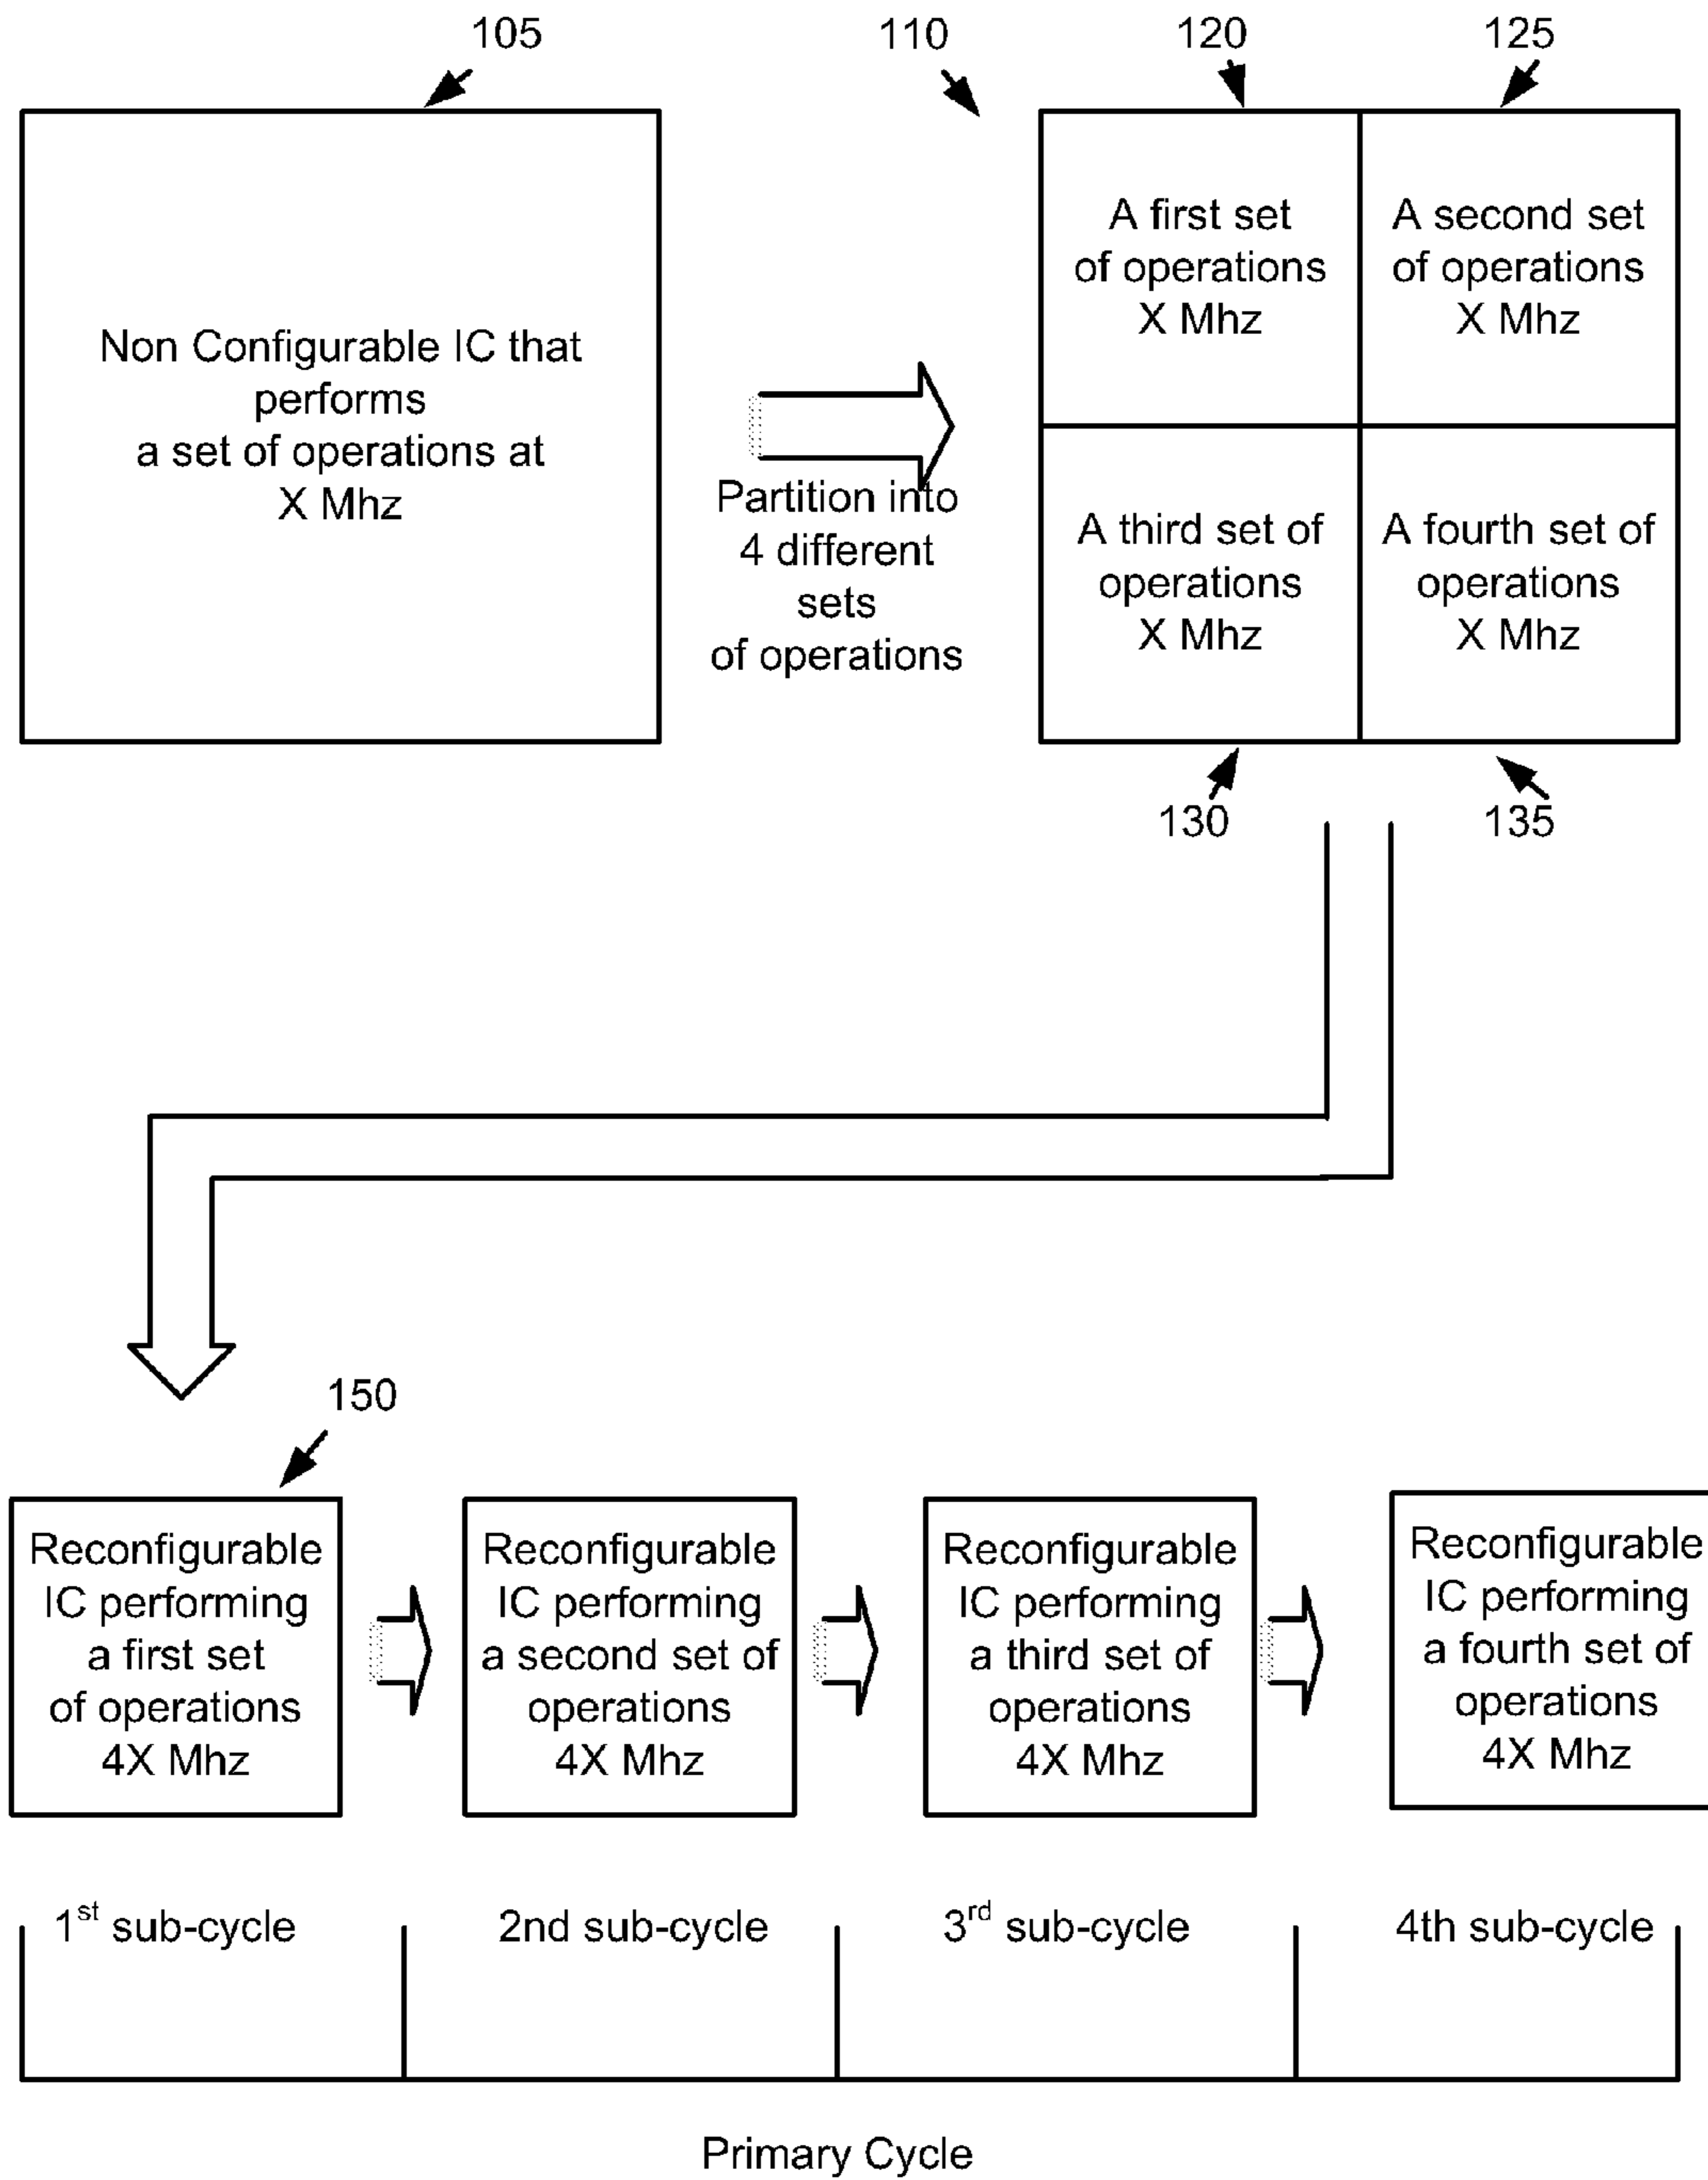 105
110
120
125
Non Configurable IC that
performs
a set of operations at
X Mhz
Partition into
4 different
sets
of operations
A first set
of operations
X Mhz
A second set
of operations
X Mhz
A third set of
operations
X Mhz
A fourth set of
operations
X Mhz
130
135
150
Reconfigurable
IC performing
a first set
of operations
4X Mhz
Reconfigurable
IC performing
a second set of
operations
4X Mhz
Reconfigurable
IC performing
a third set of
operations
4X Mhz
Reconfigurable
IC performing
a fourth set of
operations
4X Mhz
1st sub-cycle
2nd sub-cycle
3rd sub-cycle
4th sub-cycle
Primary Cycle